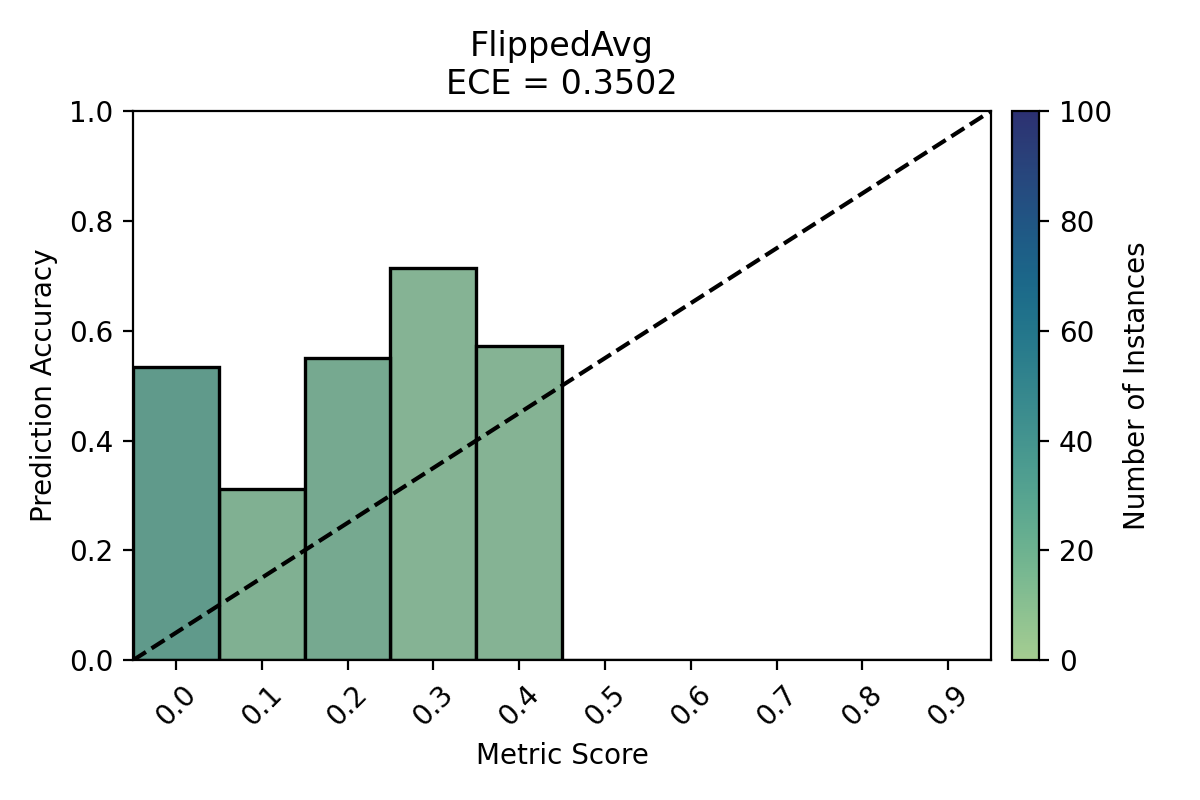 FlippedAvg
ECE = 0.3502
1.0
0.8
0.6
0.4
0.2
0.0
Prediction Accuracy
0.0 0.1 0.2 0.3 0.4 0.5 0.6 0.7 0.8 0.9
Metric Score
100
80
60
40
20
0
Number of Instances